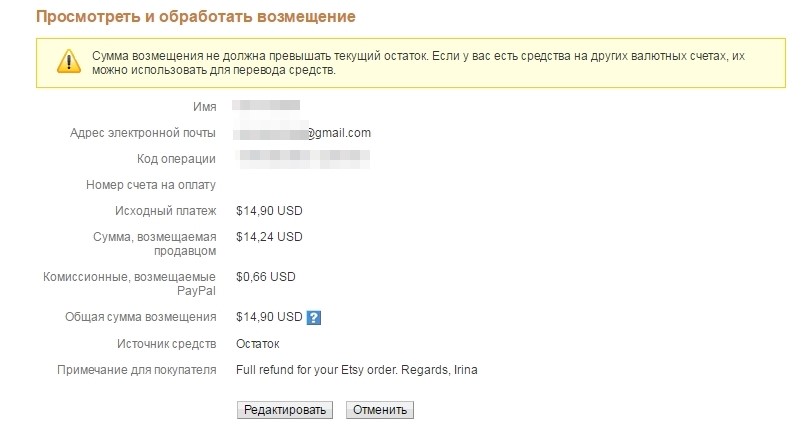 Просмотреть и обработать возмещение
Сумма возмещения не должна превышать текущий остаток. Если у вас есть средства на других валютных счетах, их
можно использовать для перевода средств.
Имя
Адрес электронной почты @gmail.com
Код операции
Номер счета на оплату
Исходный платеж $14,90 USD
Сумма, возмещаемая $14,24 USD
продавцом
Комиссионные, возмещаемые $0,66 USD
PayPal
Общая сумма возмещения $14,90 USD ?
Источник средств Остаток
Примечание для покупателя Full refund for your Etsy order. Regards, Irina
Редактировать Отменить